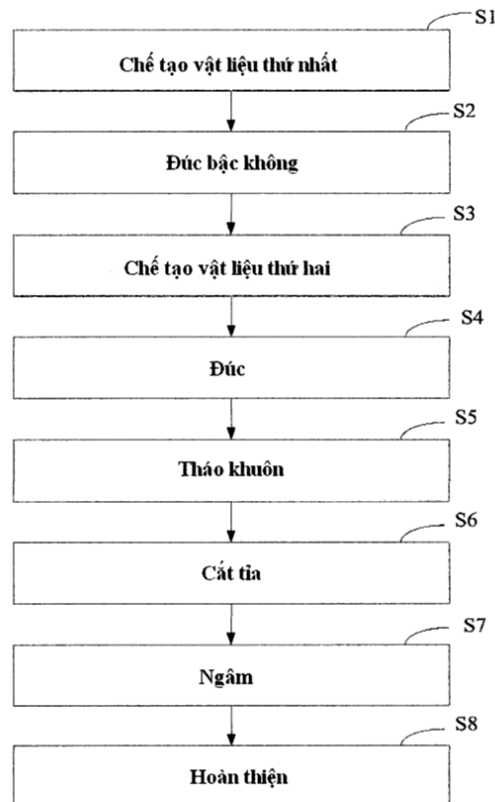 S1
Chế tạo vật liệu thứ nhất
S2
Đúc bậc không
S3
Chế tạo vật liệu thứ hai
S4
Đúc
S5
Tháo khuôn
S6
Cắt tỉa
S7
Ngâm
S8
Hoàn thiện